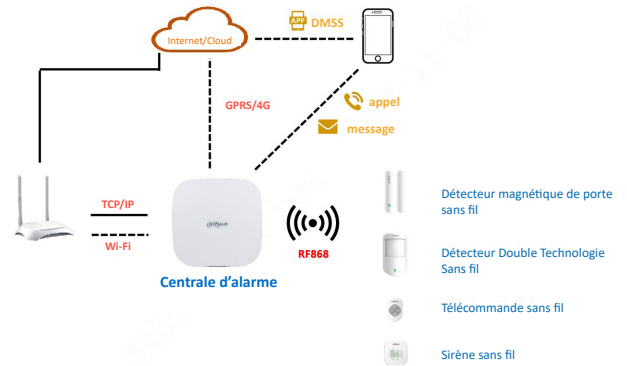 APP DMSS
Internet/Cloud
GPRS/4G
appel
message
TCP/IP
Wi-Fi
alhua
RF868
Centrale d'alarme
Détecteur magnétique de porte
sans fil
Détecteur Double Technologie
Sans fil
Télécommande sans fil
Sirène sans fil